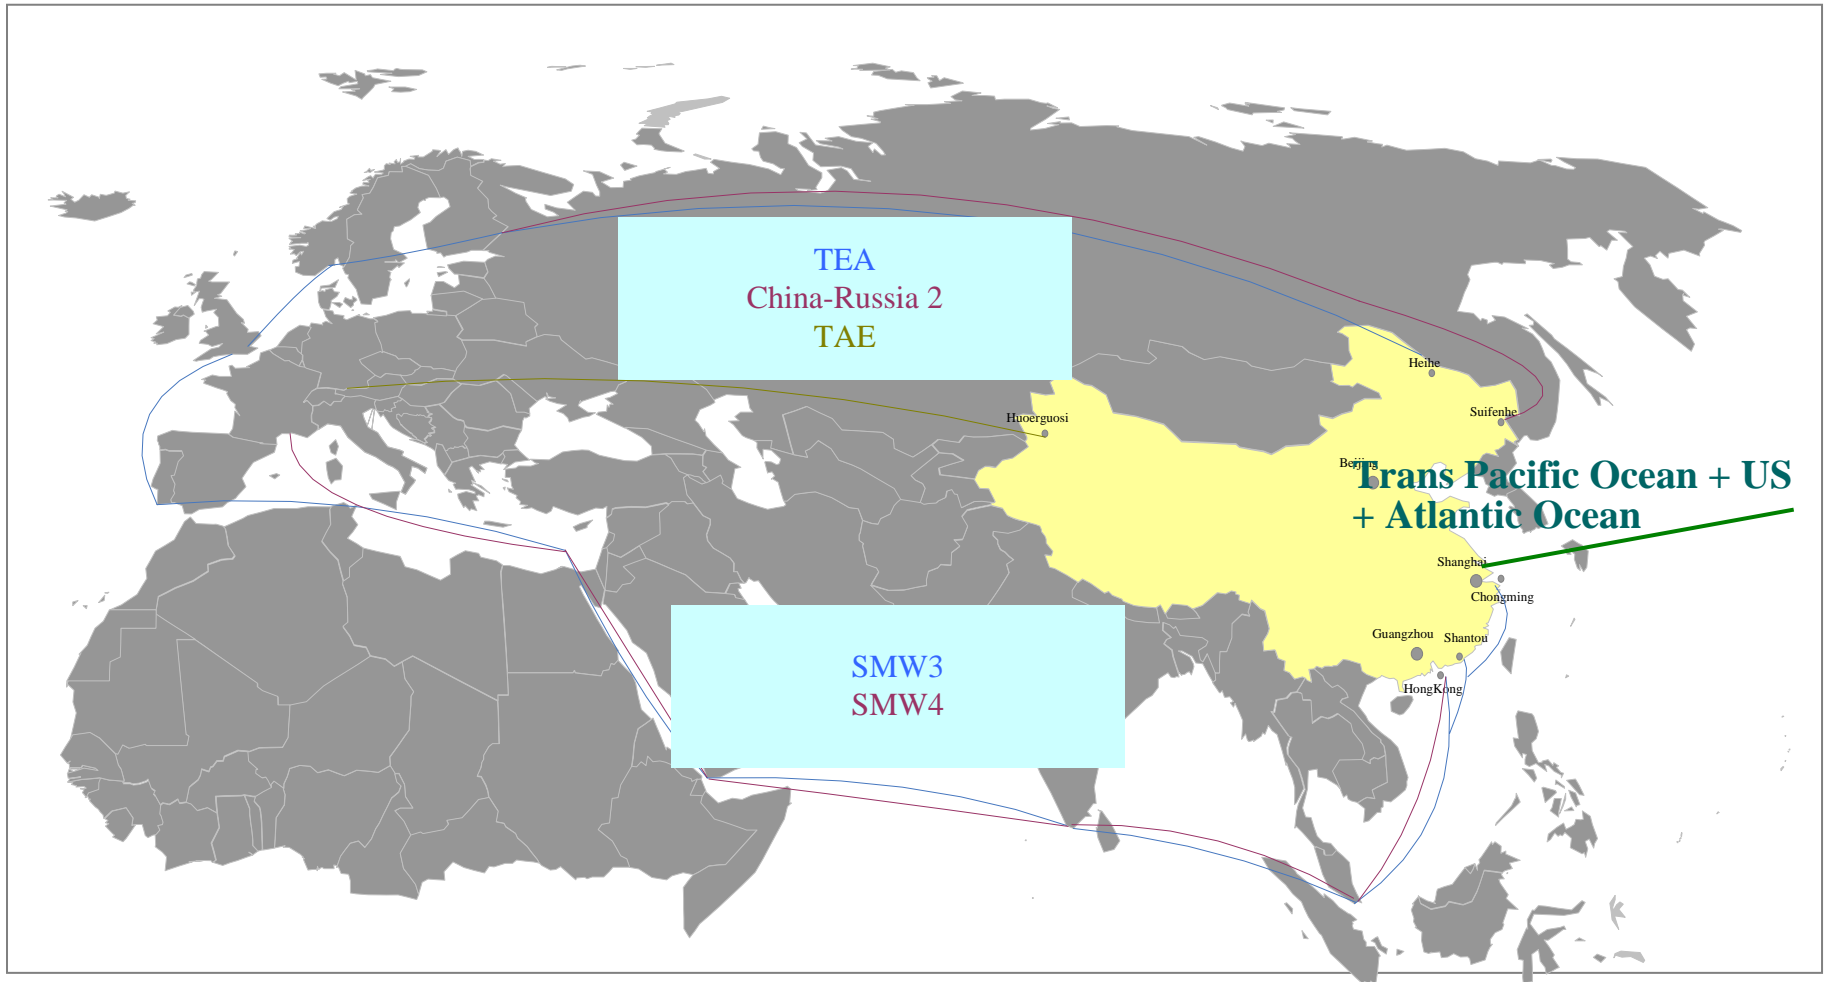 TEA
China-Russia 2
TAE
Heihe
Suifenhe
Huoerguosi
Beijing
Trans Pacific Ocean + US
+ Atlantic Ocean
Shanghai
Chongming
Guangzhou
Shantou
HongKong
SMW3
SMW4